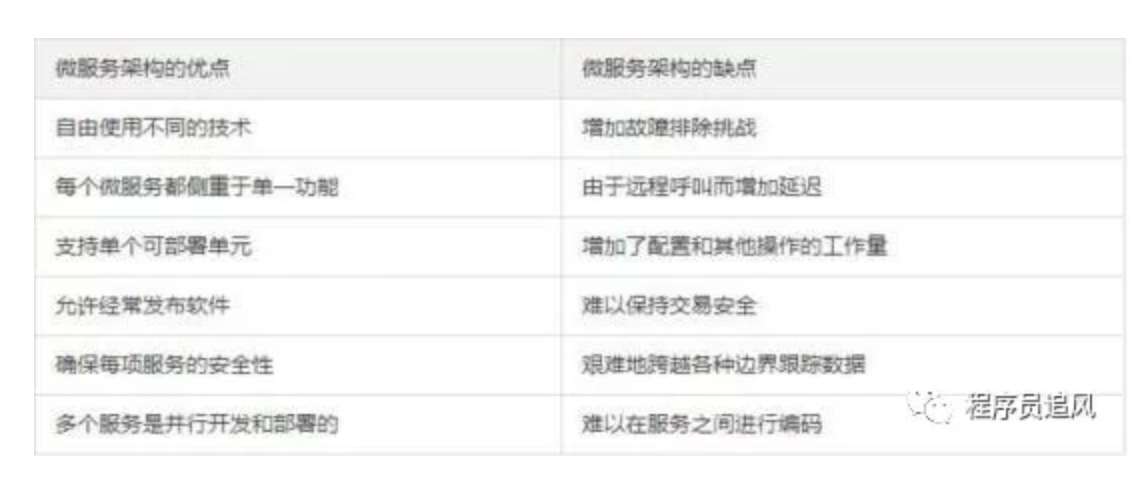 微服务架构的优点
微服务架构的缺点
自由使用不同的技术
增加故障排除挑战
每个微服务都侧重于单一功能
由于远程呼叫而增加延迟
支持单个可部署单元
增加了配置和其他操作的工作量
允许经常发布软件
难以保持交易安全
确保每项服务的安全性
艰难地跨越各种边界跟踪数据
多个服务是并行开发和部署的
难以在服务之间进行编码
程序员追风